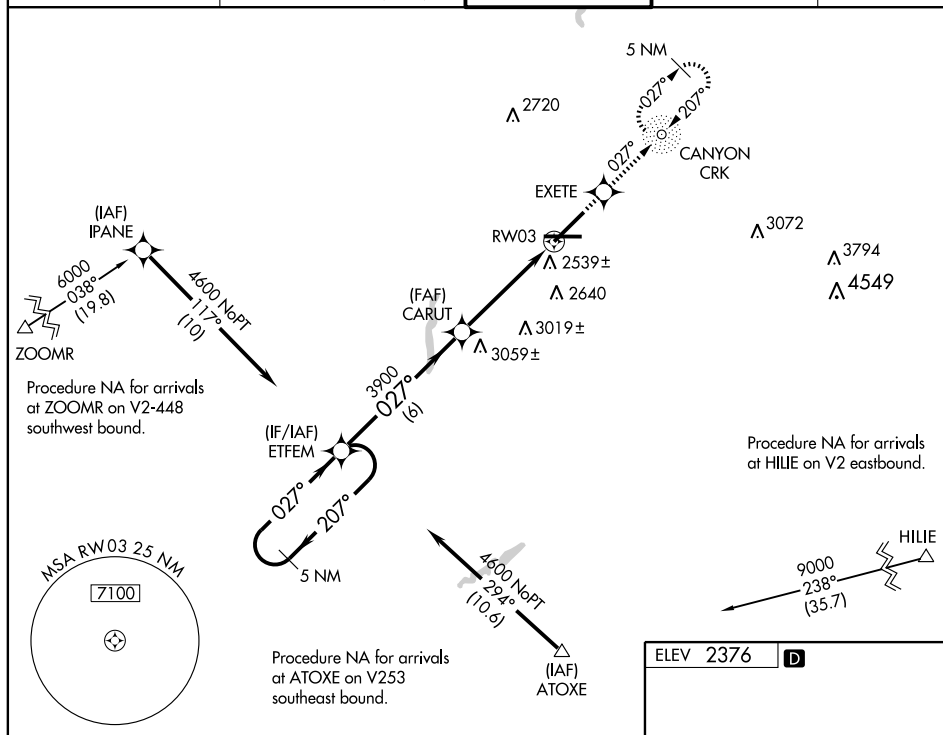 5 NM
027°
207°
2720
027°
CANYON
CRK
EXETE
(IAF)
IPANE
RW03
3072
3794
4549
6000
038°
(19.8)
4600 NoPT
117°
(10)
2539±
2640
(FAF)
CARUT
3019±
3059±
ZOOMR
Procedure NA for arrivals
at ZOOMR on V2-448
southwest bound.
3900
027°
(6)
(IF/IAF)
ETFEM
Procedure NA for arrivals
at HILIE on V2 eastbound.
027°
207°
5 NM
HILIE
9000
238°
(35.7)
MSA RW03 25 NM
7100
4600 NoPT
294°
(10.6)
(IAF)
ATOXE
Procedure NA for arrivals
at ATOXE on V253
southeast bound.
ELEV 2376 D